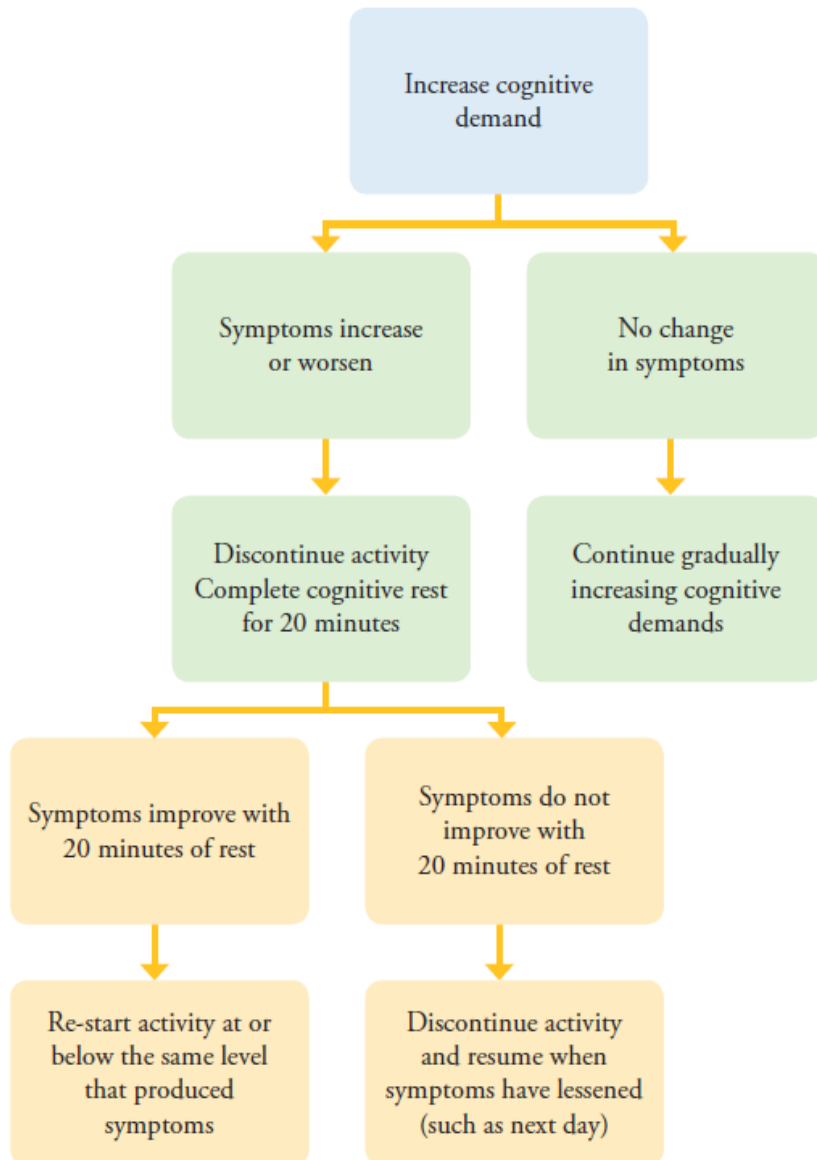 Increase cognitive
demand
Symptoms increase
or worsen
No change
in symptoms
Discontinue activity
Complete cognitive rest
for 20 minutes
Continue gradually
increasing cognitive
demands
Symptoms improve with
20 minutes of rest
Symptoms do not
improve with
20 minutes of rest
Re-start activity at or
below the same level
that produced
symptoms
Discontinue activity
and resume when
symptoms have lessened
(such as next day)